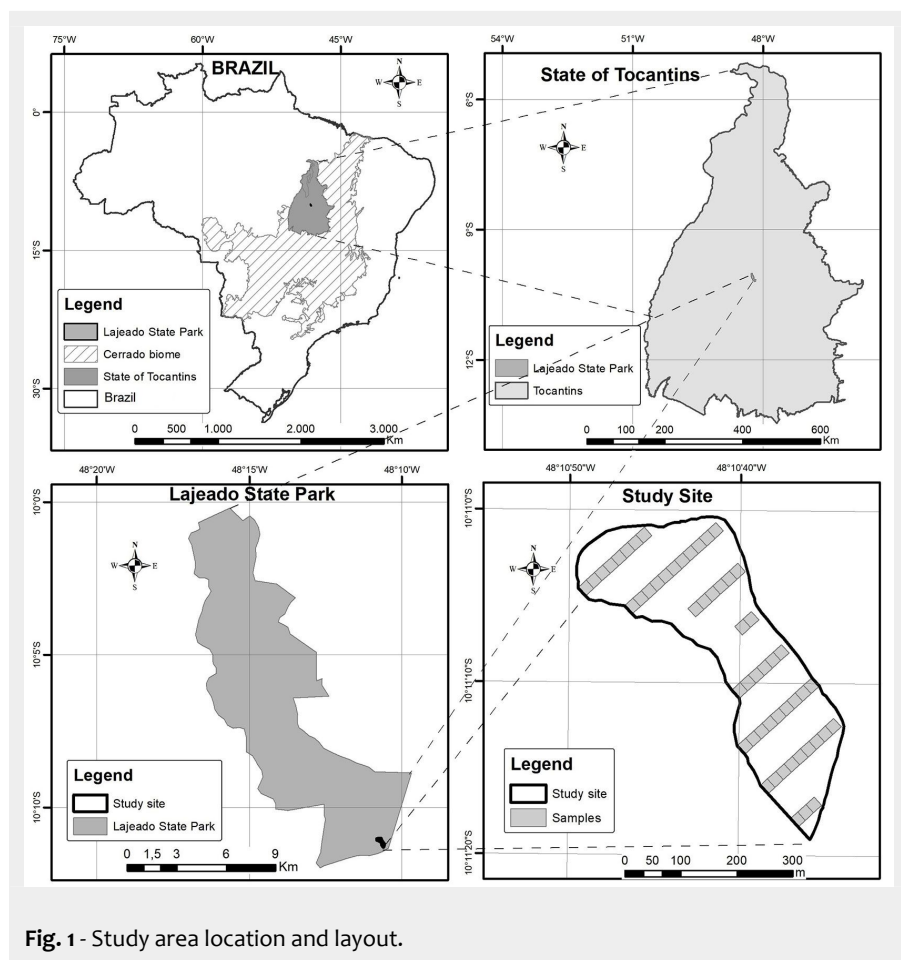 75°W 60°W 45°W
BRAZIL
N
W E
S
0°
15°S
30°S
Legend
Lajeado State Park
Cerrado biome
State of Tocantins
Brazil
0 500 1.000 2.000 3.000
Km
54°W 51°W 48°W
State of Tocantins
N
W E
S
6°S
9°S
12°S
Legend
Lajeado State Park
Tocantins
0 100 200 400 600
Km
48°20'W 48°15'W 48°10'W
Lajeado State Park
N
W E
S
10°0'S
10°5'S
10°10'S
Legend
Study site
Lajeado State Park
0 1,5 3 6 9
Km
48°10'50"W 48°10'40"W
Study Site
N
W E
S
10°11'0"S
10°11'10"S
10°11'20"S
Legend
Study site
Samples
0 50 100 200 300
m
Fig. 1 - Study area location and layout.